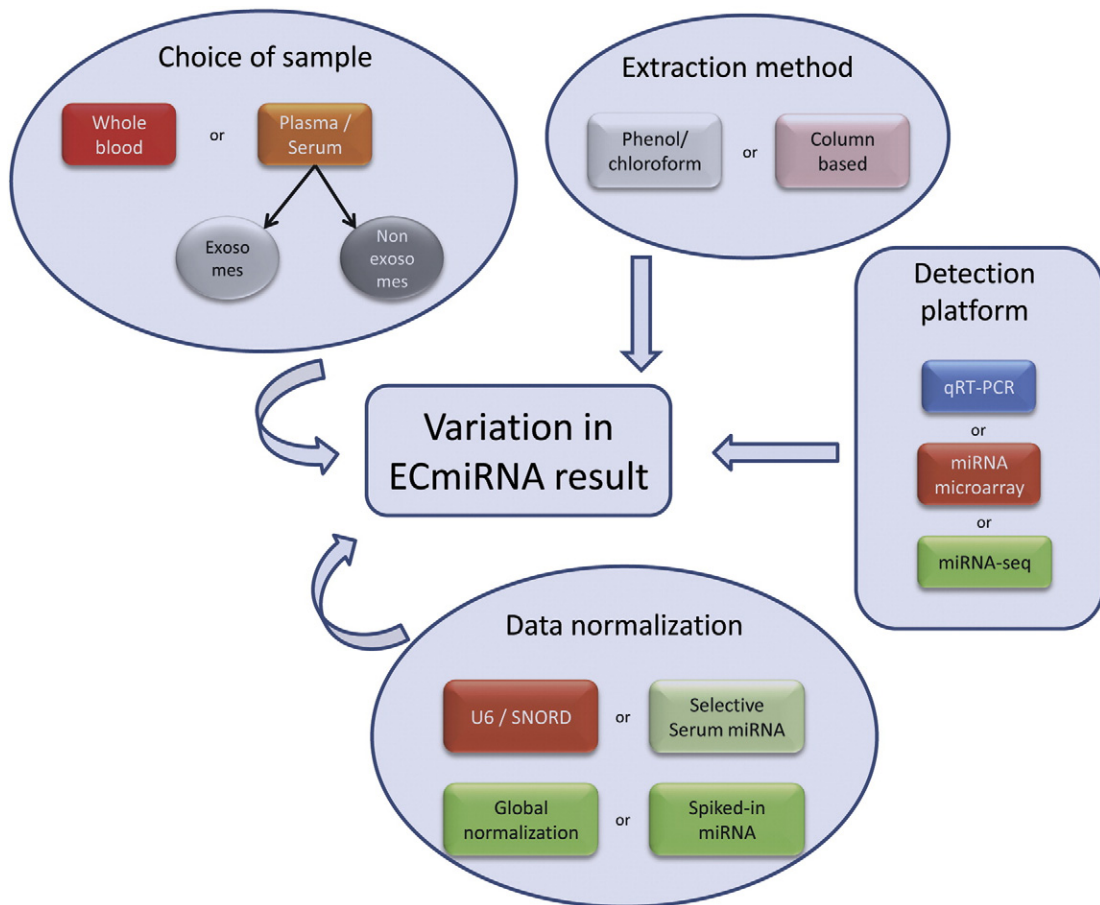 Choice of sample
Whole
blood
or
Plasma /
Serum
Exoso
mes
Non
exoso
mes
Extraction method
Phenol/
chloroform
or
Column
based
Detection
platform
qRT-PCR
or
miRNA
microarray
or
miRNA-seq
Variation in
ECmiRNA result
Data normalization
U6 / SNORD
or
Selective
Serum miRNA
Global
normalization
or
Spiked-in
miRNA